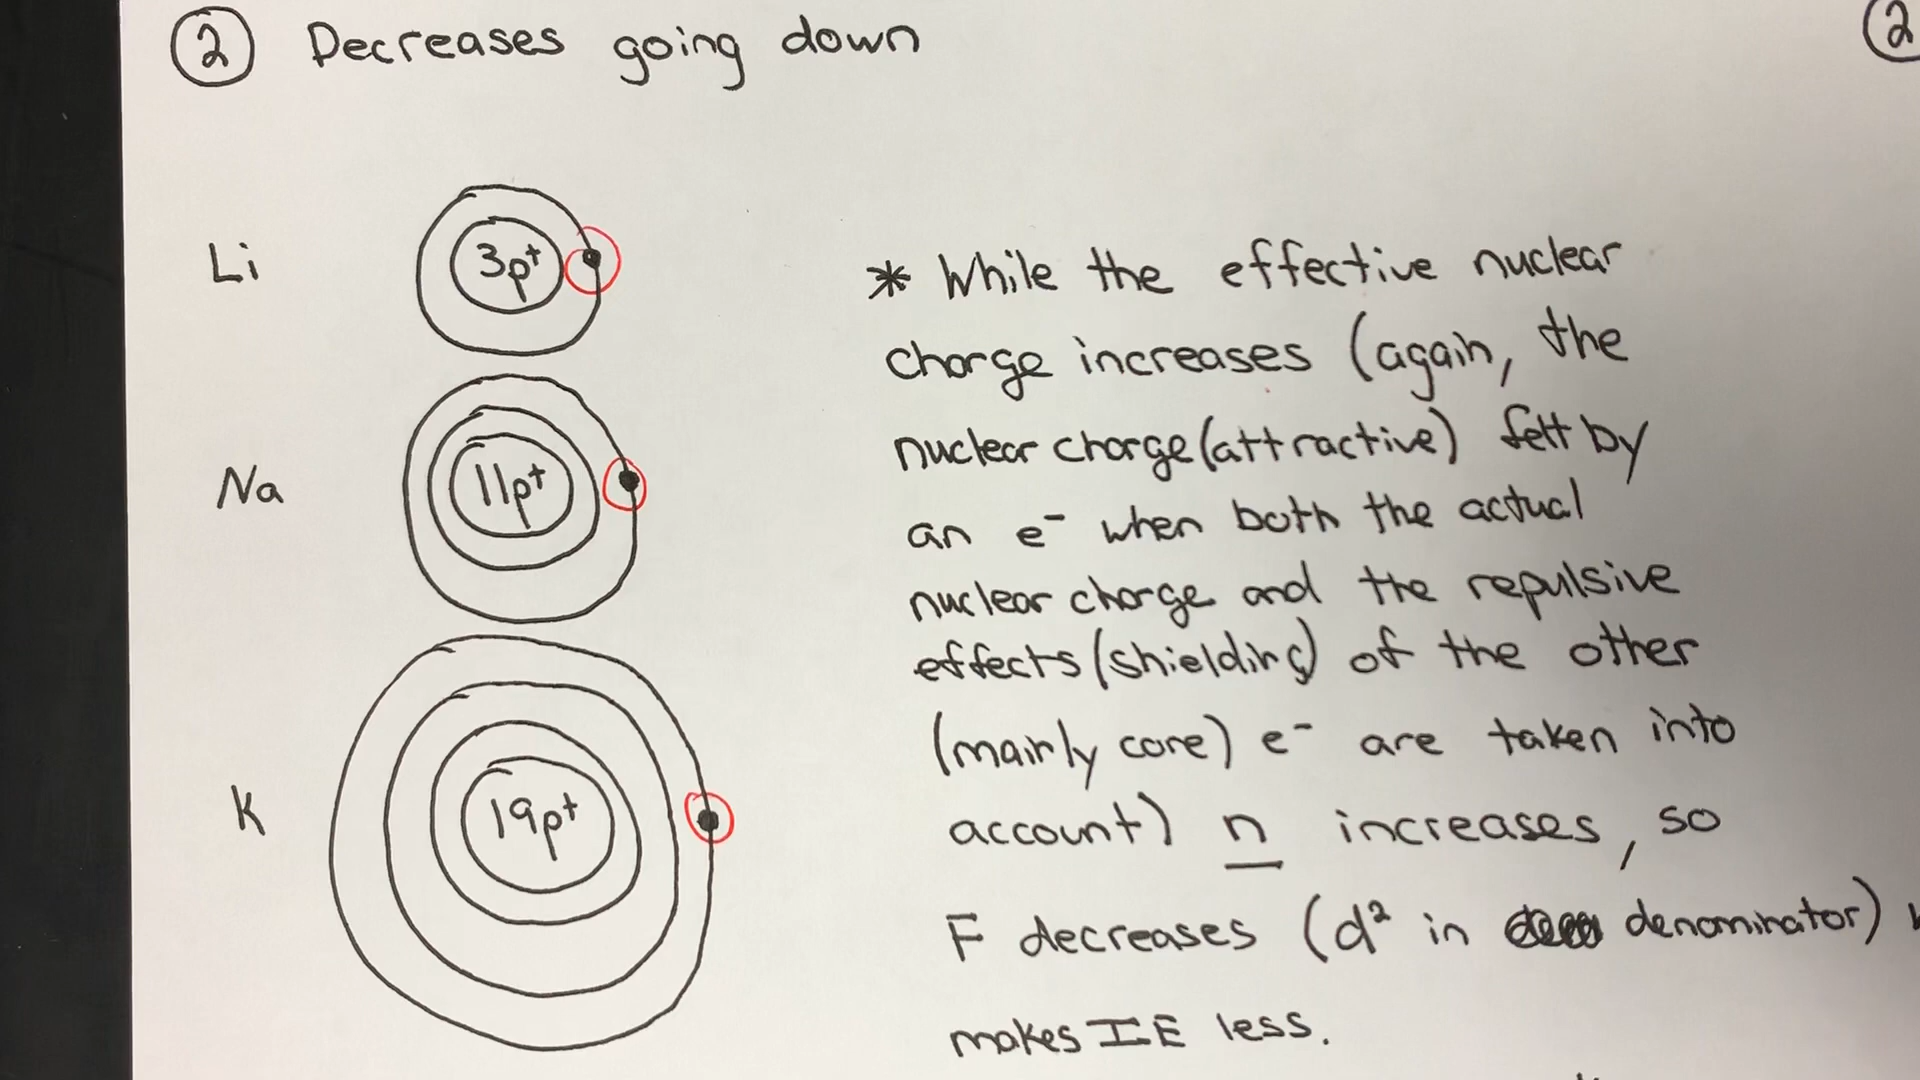 ② Decreases going down
②
Li
3p⁺
Na
11p⁺
K
19p⁺
* While the effective nuclear
charge increases (again, the
nuclear charge (attractive) felt by
an e⁻ when both the actual
nuclear charge and the repulsive
effects (shielding) of the other
(mainly core) e⁻ are taken into
account) n increases, so
F decreases (d² in denominator)
makes IE less.